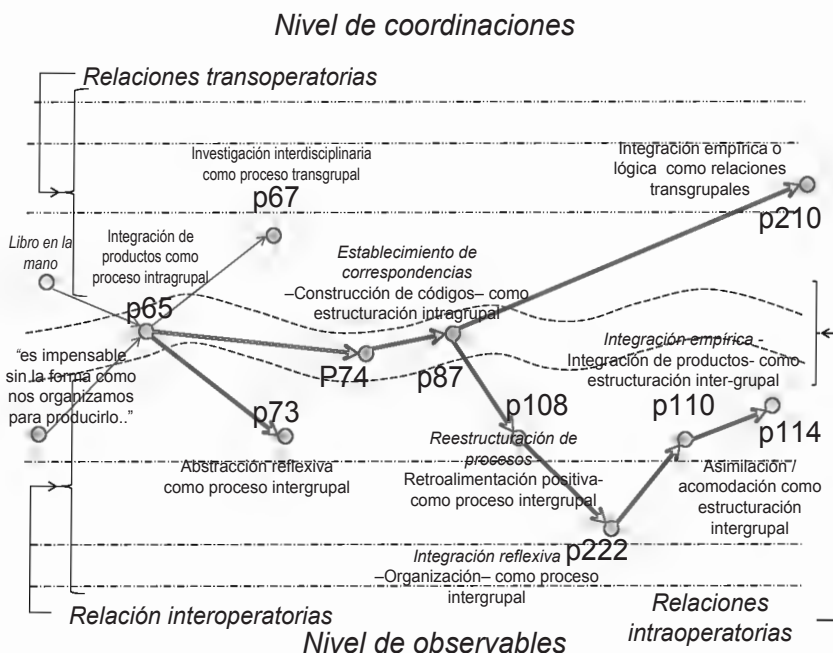 Nivel de coordinaciones
Relaciones transoperatorias
Investigación interdisciplinaria
como proceso transgrupal
p67
Integración empírica o
lógica como relaciones
transgrupales
p210
Libro en la
mano
Integración de
productos como
proceso intragrupal
p65
Establecimiento de
correspondencias
–Construcción de códigos– como
estructuración intragrupal
"es impensable
sin la forma como
nos organizamos
para producirlo.."
P74
p87
Integración empírica -
Integración de productos- como
estructuración inter-grupal
p73
p108
p110
p114
Abstracción reflexiva
como proceso intergrupal
Reestructuración de
procesos
Retroalimentación positiva-
como proceso intergrupal
Asimilación /
acomodación como
estructuración
intergrupal
p222
Integración reflexiva
–Organización– como proceso
intergrupal
Relación interoperatorias
Relaciones
intraoperatorias
Nivel de observables